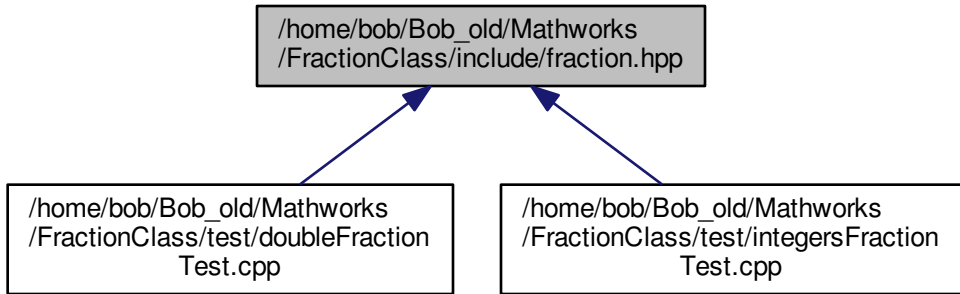 /home/bob/Bob_old/Mathworks
/FractionClass/include/fraction.hpp
/home/bob/Bob_old/Mathworks
/FractionClass/test/doubleFraction
Test.cpp
/home/bob/Bob_old/Mathworks
/FractionClass/test/integersFraction
Test.cpp